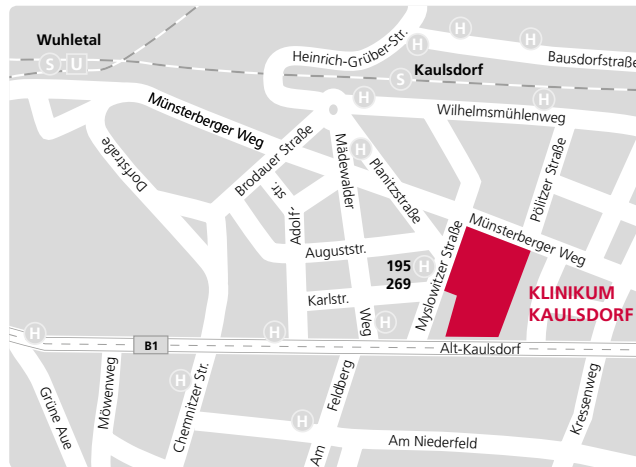 Wuhletal
S U
Heinrich-Grüber-Str.
H
H
H
Bausdorfstraße
Kaulsdorf
S
H
H
Wilhelmsmühlenweg
Münsterberger Weg
Dorfstraße
Brodauer Straße
Adolf-
str.
Mädewalder
Weg
H
Planitzstraße
Pölitzer Straße
Münsterberger Weg
Auguststr.
195
269
H
Karlstr.
Myslowitzer Straße
KLINIKUM
KAULSDORF
H
B1
H
H
Alt-Kaulsdorf
Grüne Aue
Möwenweg
H
Chemnitzer Str.
H
Am Feldberg
Am Niederfeld
Kressenweg